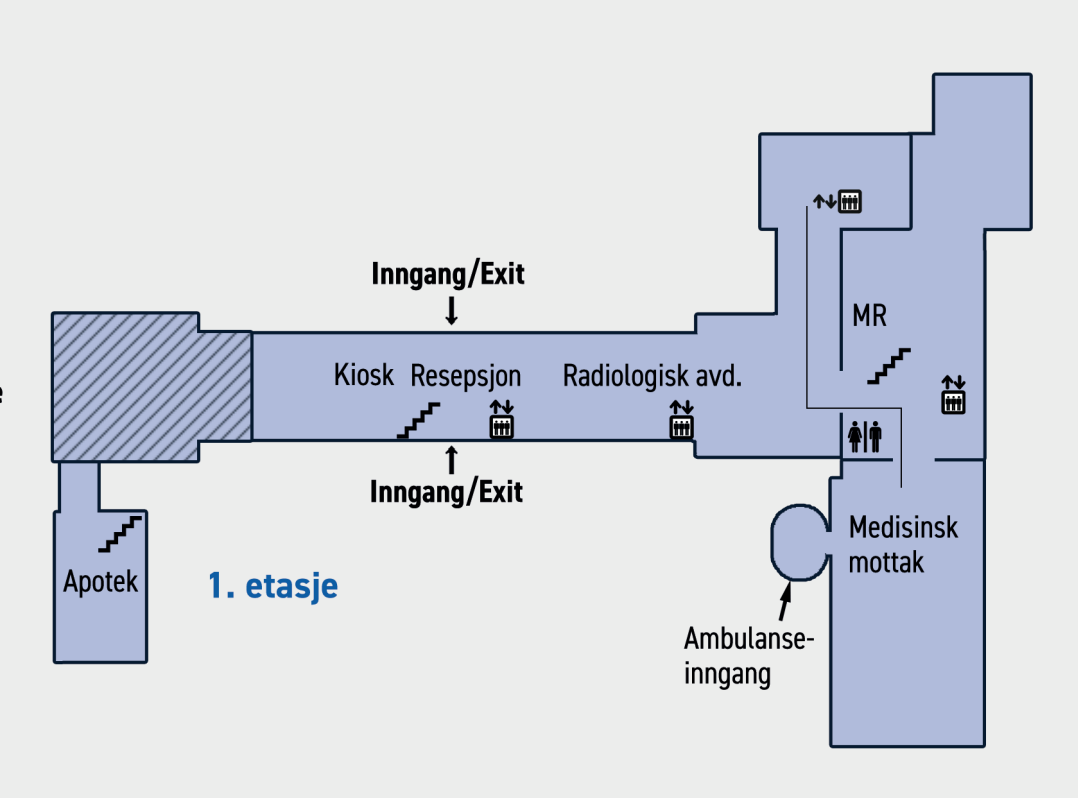 Inngang/Exit
MR
Kiosk
Resepsjon
Radiologisk avd.
Inngang/Exit
Medisinsk
mottak
Apotek
1. etasje
Ambulanse-
inngang